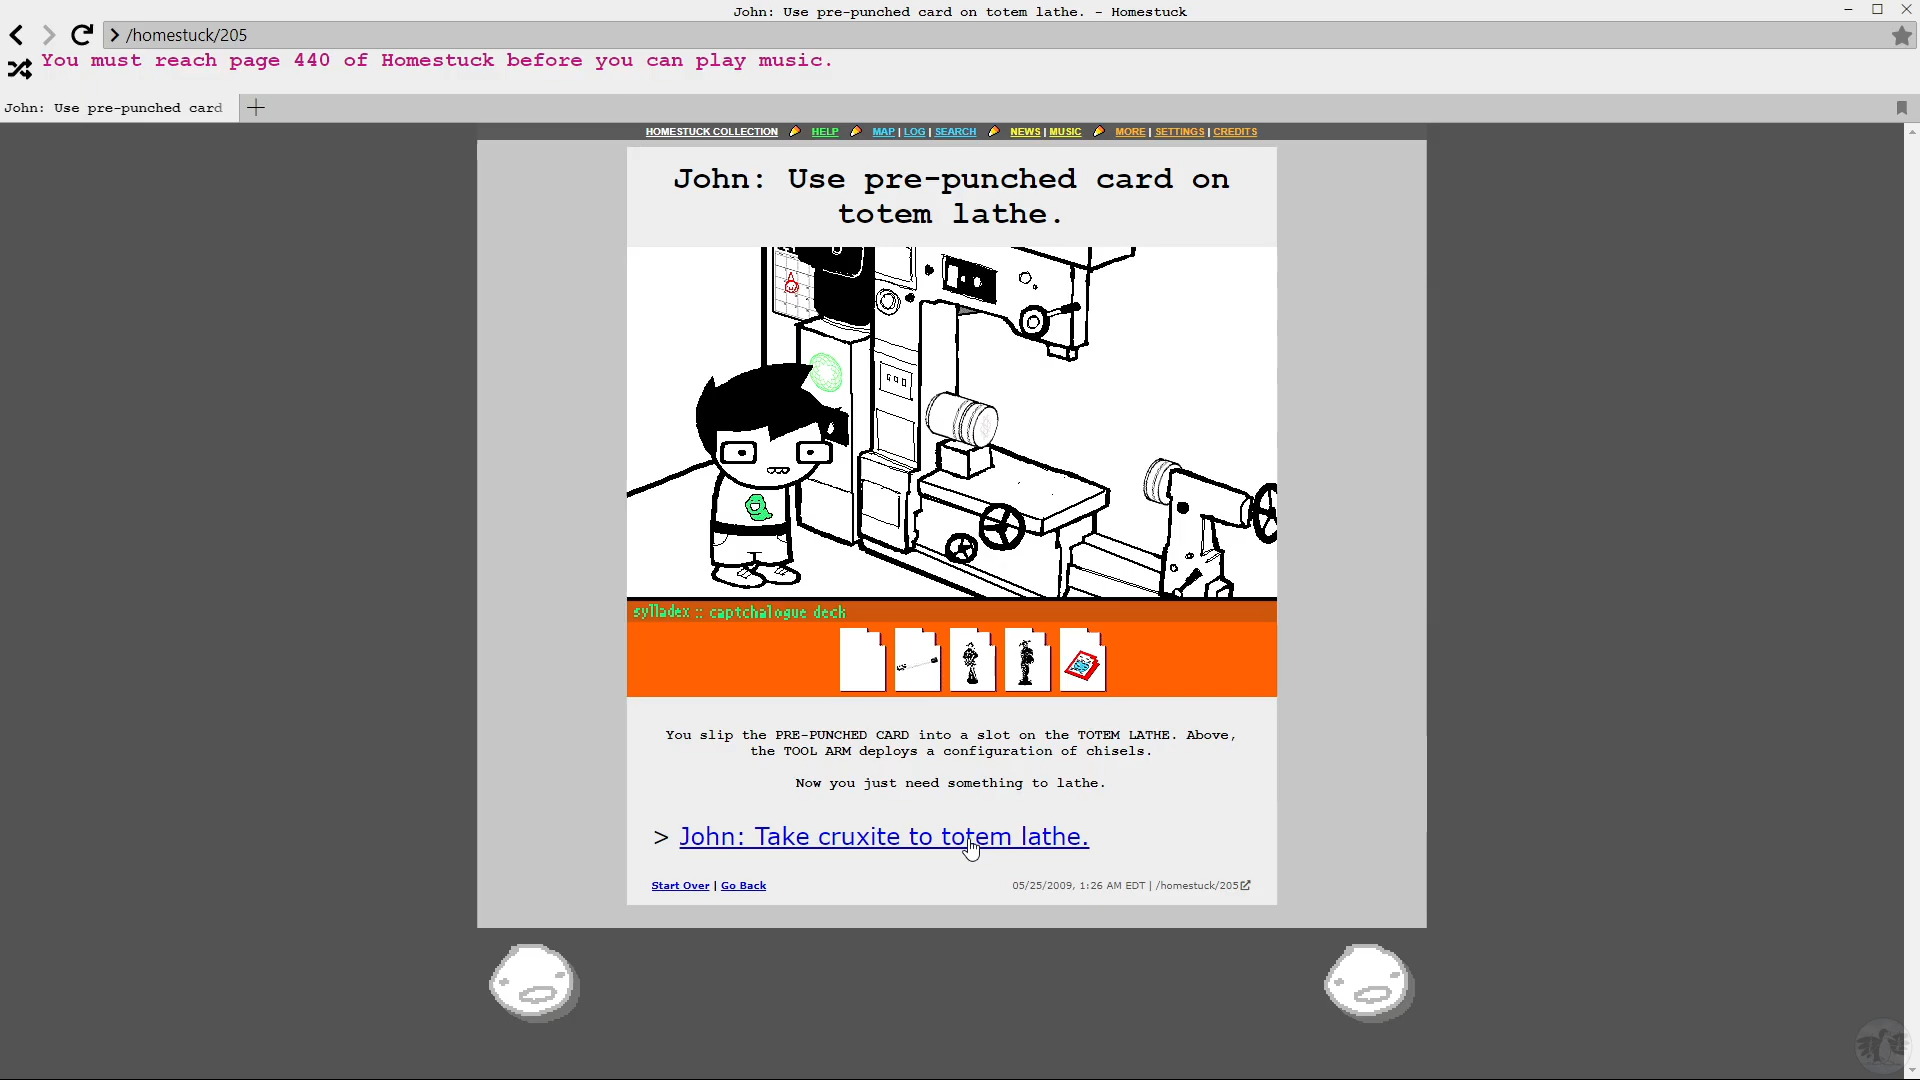 John: Use pre-punched card on totem lathe. - Homestuck
/homestuck/205
You must reach page 440 of Homestuck before you can play music.
John: Use pre-punched card
HOMESTUCK COLLECTION HELP MAP | LOG | SEARCH NEWS | MUSIC MORE | SETTINGS | CREDITS
John: Use pre-punched card on
totem lathe.
sylladex :: captchalogue deck
You slip the PRE-PUNCHED CARD into a slot on the TOTEM LATHE. Above,
the TOOL ARM deploys a configuration of chisels.
Now you just need something to lathe.
> John: Take cruxite to totem lathe.
Start Over | Go Back
05/25/2009, 1:26 AM EDT | /homestuck/205